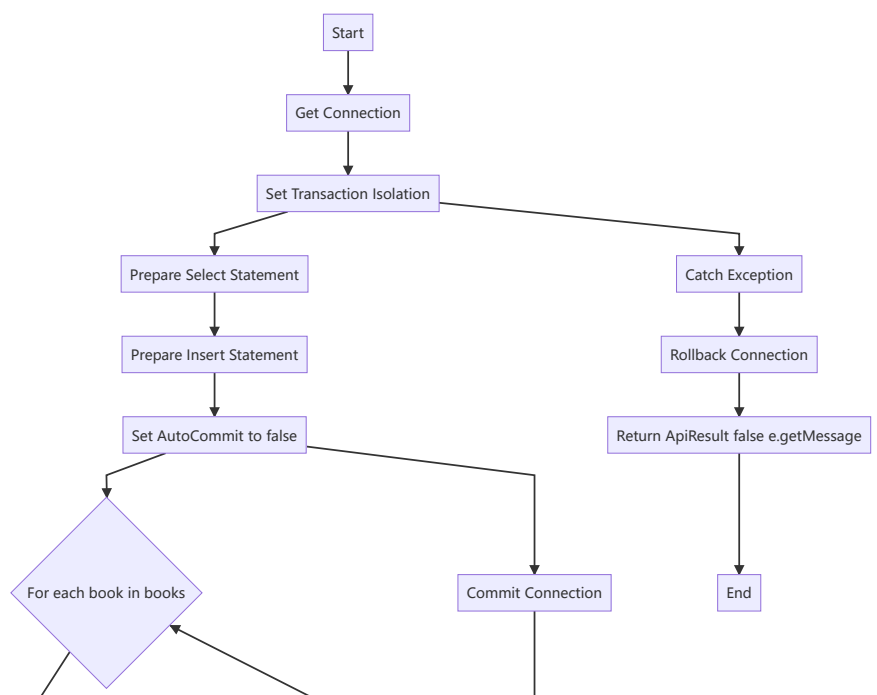 Start
Get Connection
Set Transaction Isolation
Prepare Select Statement
Catch Exception
Prepare Insert Statement
Rollback Connection
Set AutoCommit to false
Return ApiResult false e.getMessage
For each book in books
Commit Connection
End